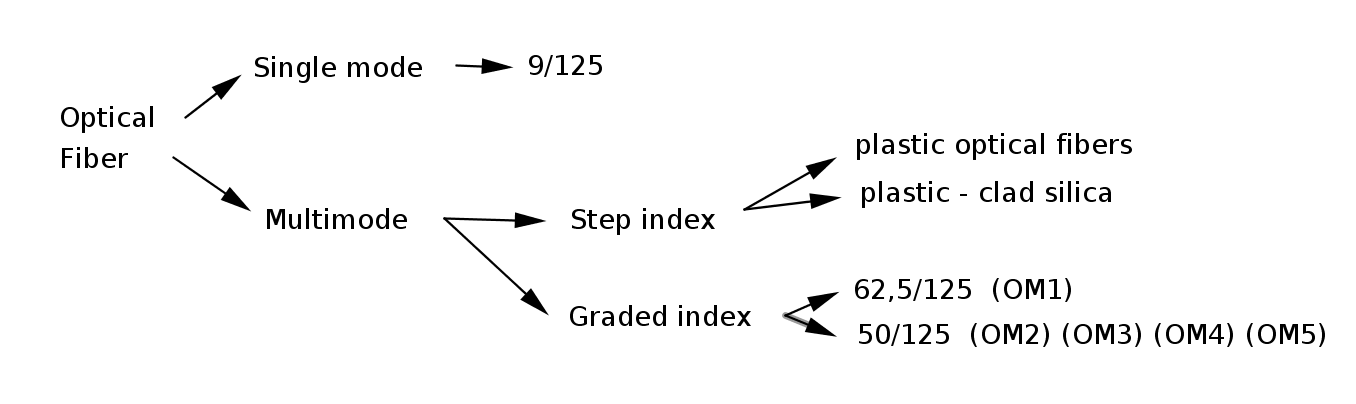 Single mode
9/125
Optical
Fiber
plastic optical fibers
plastic - clad silica
Multimode
Step index
62,5/125 (OM1)
Graded index
50/125 (OM2) (OM3) (OM4) (OM5)